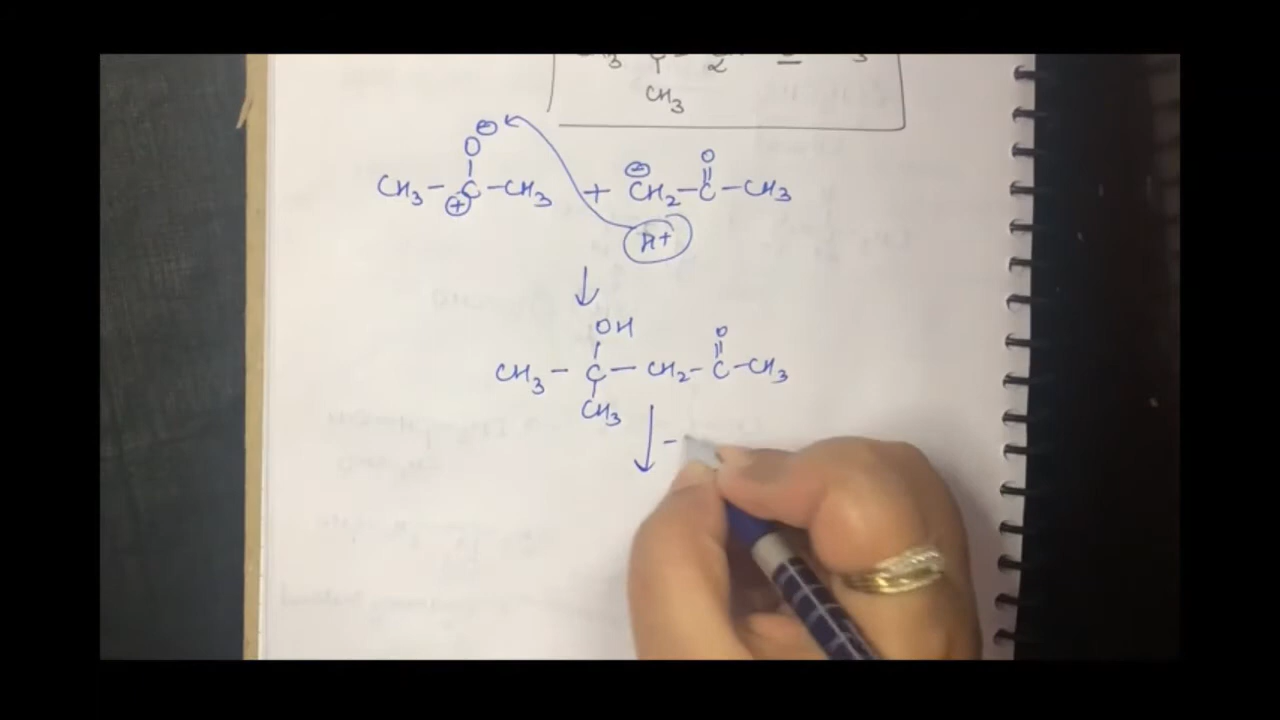 CH3
⊖
O
CH3-C-CH3 + CH2-C-CH3
⊕
⊖
O
H+
↓
OH
O
CH3-C-CH2-C-CH3
CH3
↓ -